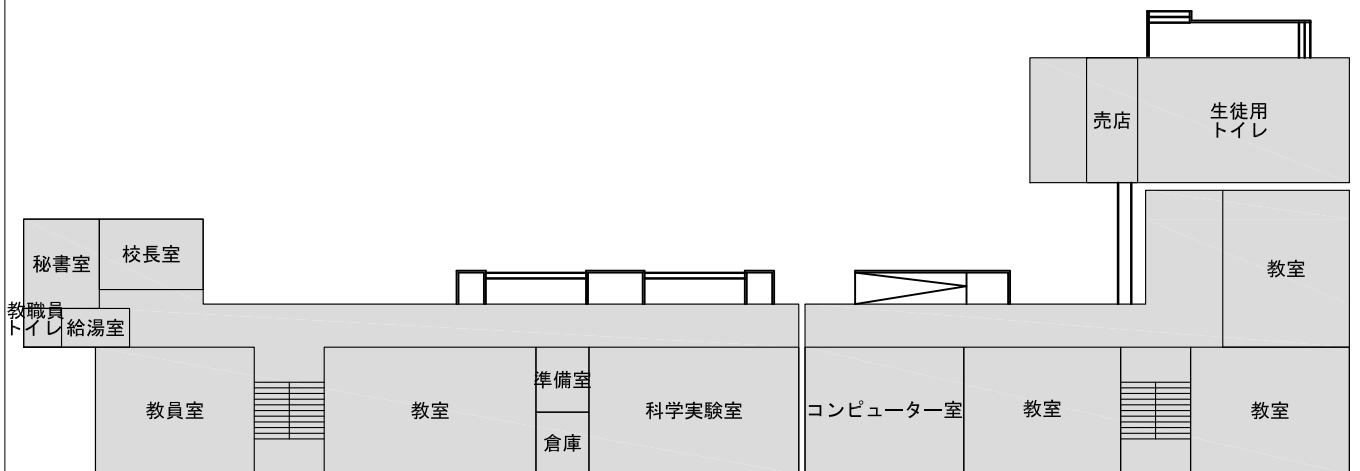 売店
生徒用
トイレ
秘書室
校長室
教室
教職員
トイレ
給湯室
教員室
教室
準備室
倉庫
科学実験室
コンピューター室
教室
教室